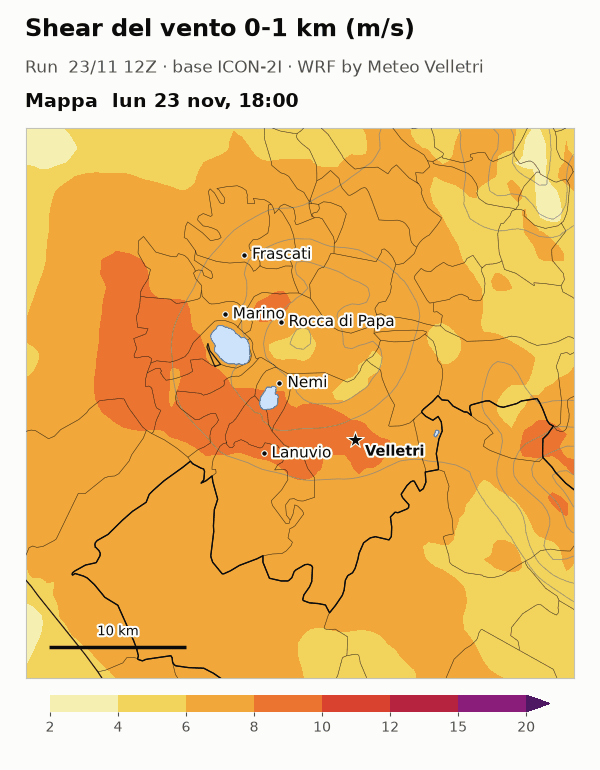 Shear del vento 0-1 km (m/s)
Run 23/11 12Z · base ICON-2I · WRF by Meteo Velletri
Mappa lun 23 nov, 18:00
Frascati
Marino
Rocca di Papa
Nemi
Velletri
Lanuvio
10 km
2 4 6 8 10 12 15 20